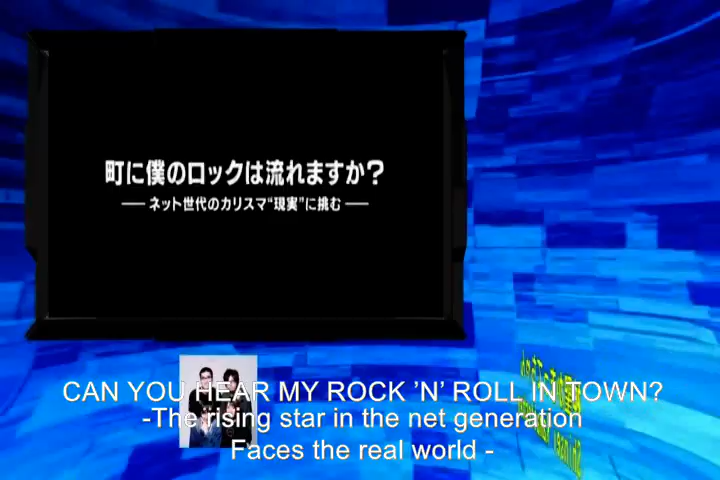 町に僕のロックは流れますか?
── ネット世代のカリスマ“現実”に挑む ──
CAN YOU HEAR MY ROCK ’N’ ROLL IN TOWN?
-The rising star in the net generation
Faces the real world -